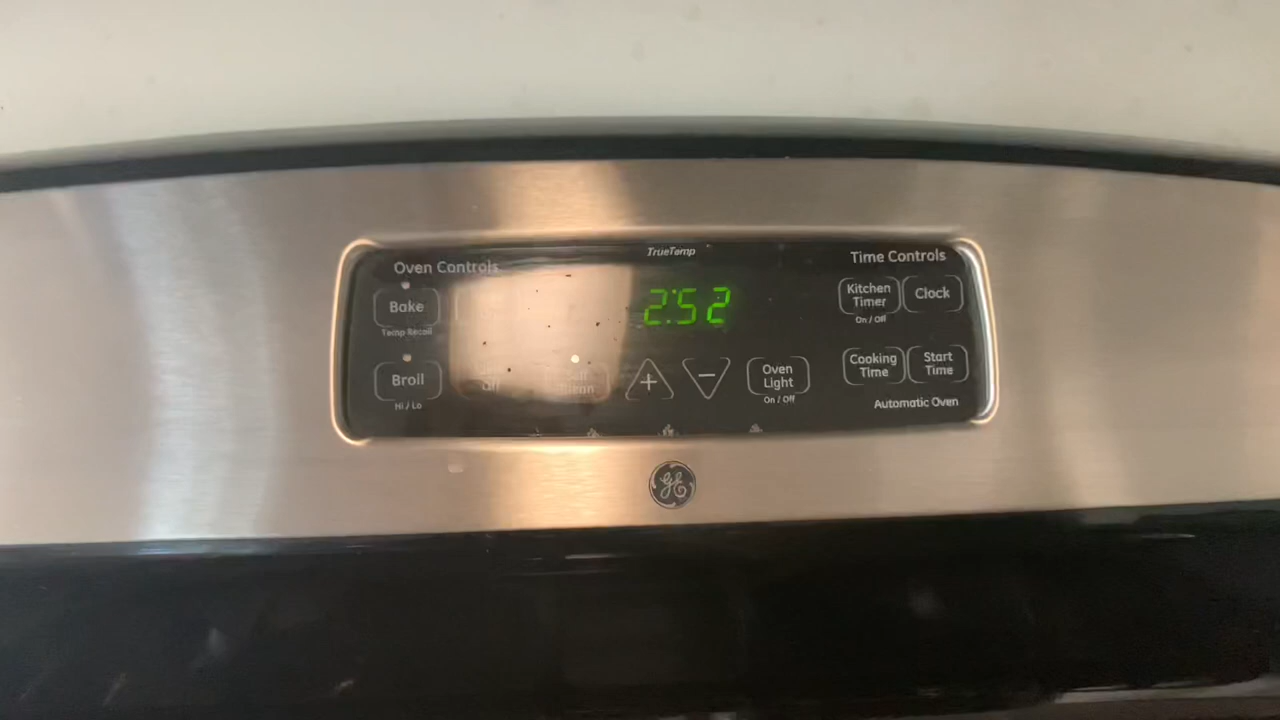 TrueTemp
Oven Controls
Time Controls
Bake
Temp Recall
2:52
Kitchen
Timer
On / Off
Clock
Broil
Hi / Lo
Off
+
−
Oven
Light
On / Off
Cooking
Time
Start
Time
Automatic Oven
GE